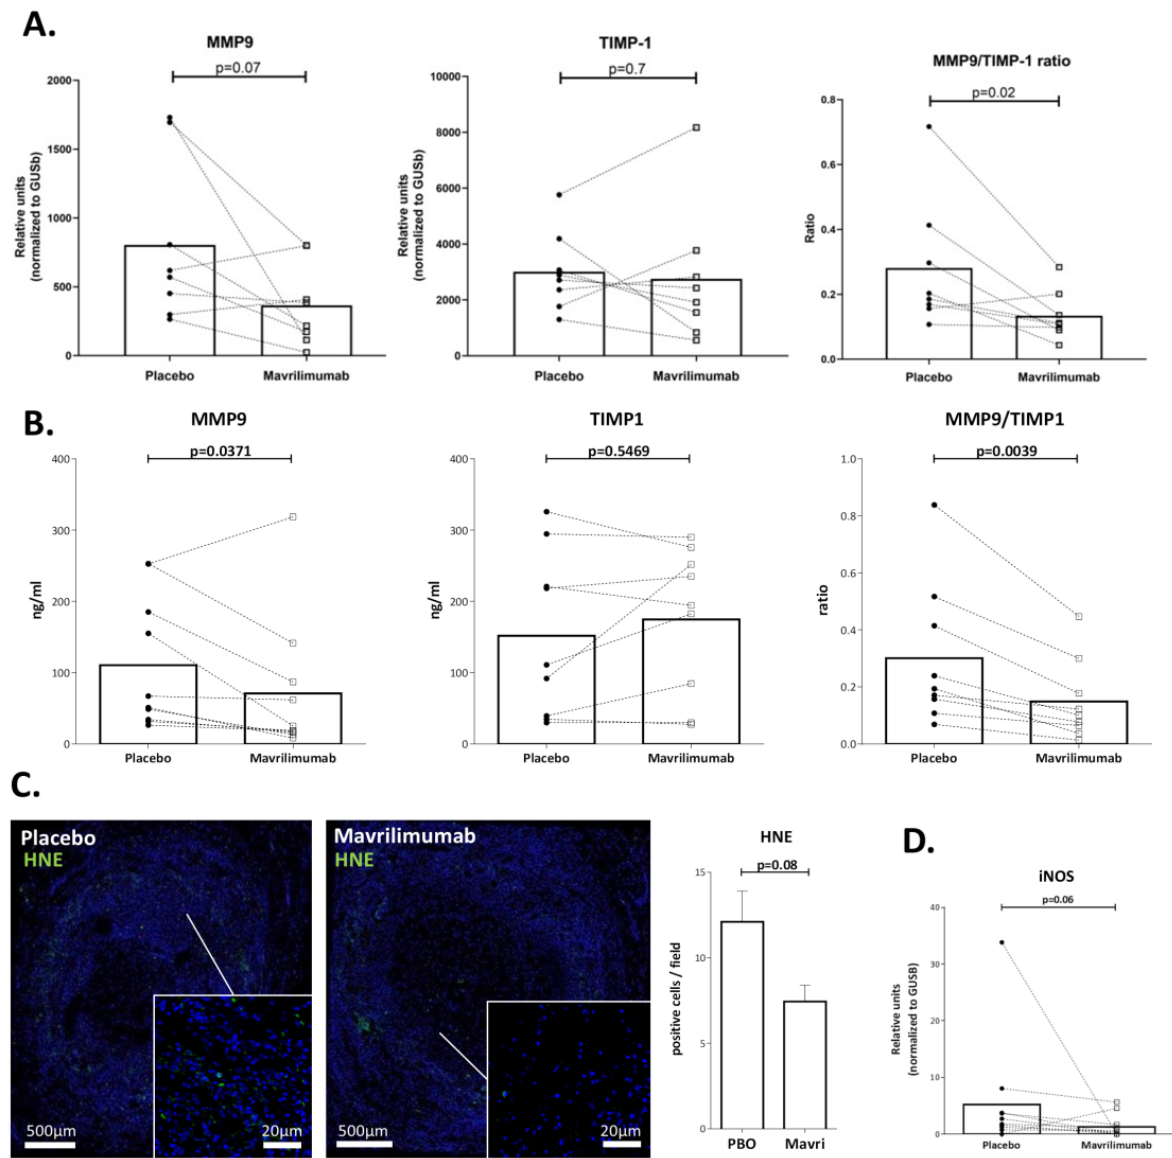 A.
MMP9
p=0.07
Relative units
(normalized to GUSb)
2000
1500
1000
500
0
Placebo
Mavrilimumab
TIMP-1
p=0.7
Relative units
(normalized to GUSb)
10000
8000
6000
4000
2000
0
Placebo
Mavrilimumab
MMP9/TIMP-1 ratio
p=0.02
Ratio
0.8
0.6
0.4
0.2
0.0
Placebo
Mavrilimumab
B.
MMP9
p=0.0371
ng/ml
400
300
200
100
0
Placebo
Mavrilimumab
TIMP1
p=0.5469
ng/ml
400
300
200
100
0
Placebo
Mavrilimumab
MMP9/TIMP1
p=0.0039
ratio
1.0
0.8
0.6
0.4
0.2
0.0
Placebo
Mavrilimumab
C.
Placebo
HNE
500µm
20µm
Mavrilimumab
HNE
500µm
20µm
HNE
p=0.08
positive cells / field
15
10
5
0
PBO
Mavri
D.
iNOS
p=0.06
Relative units
(normalized to GUSB)
40
30
20
10
0
Placebo
Mavrilimumab